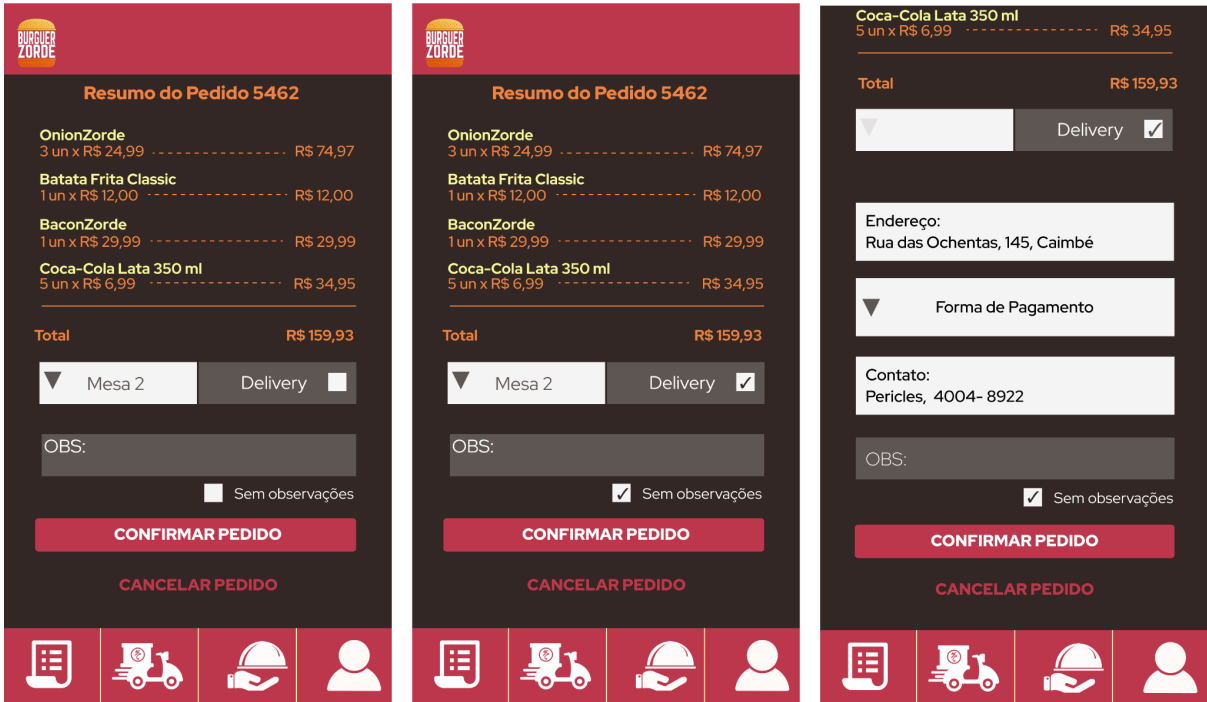 BURGUER
ZORDE
Resumo do Pedido 5462
OnionZorde
3 un x R$ 24,99 - - - - - - - - - - - - - - - R$ 74,97
Batata Frita Classic
1 un x R$ 12,00 - - - - - - - - - - - - - - - R$ 12,00
BaconZorde
1 un x R$ 29,99 - - - - - - - - - - - - - - - R$ 29,99
Coca-Cola Lata 350 ml
5 un x R$ 6,99 - - - - - - - - - - - - - - - R$ 34,95
Total R$ 159,93
Mesa 2 Delivery
OBS:
Sem observações
CONFIRMAR PEDIDO
CANCELAR PEDIDO
BURGUER
ZORDE
Resumo do Pedido 5462
OnionZorde
3 un x R$ 24,99 - - - - - - - - - - - - - - - R$ 74,97
Batata Frita Classic
1 un x R$ 12,00 - - - - - - - - - - - - - - - R$ 12,00
BaconZorde
1 un x R$ 29,99 - - - - - - - - - - - - - - - R$ 29,99
Coca-Cola Lata 350 ml
5 un x R$ 6,99 - - - - - - - - - - - - - - - R$ 34,95
Total R$ 159,93
Mesa 2 Delivery ✓
OBS:
✓ Sem observações
CONFIRMAR PEDIDO
CANCELAR PEDIDO
Coca-Cola Lata 350 ml
5 un x R$ 6,99 - - - - - - - - - - - - - - - R$ 34,95
Total R$ 159,93
Delivery ✓
Endereço:
Rua das Ochentas, 145, Caimbé
Forma de Pagamento
Contato:
Pericles, 4004- 8922
OBS:
✓ Sem observações
CONFIRMAR PEDIDO
CANCELAR PEDIDO